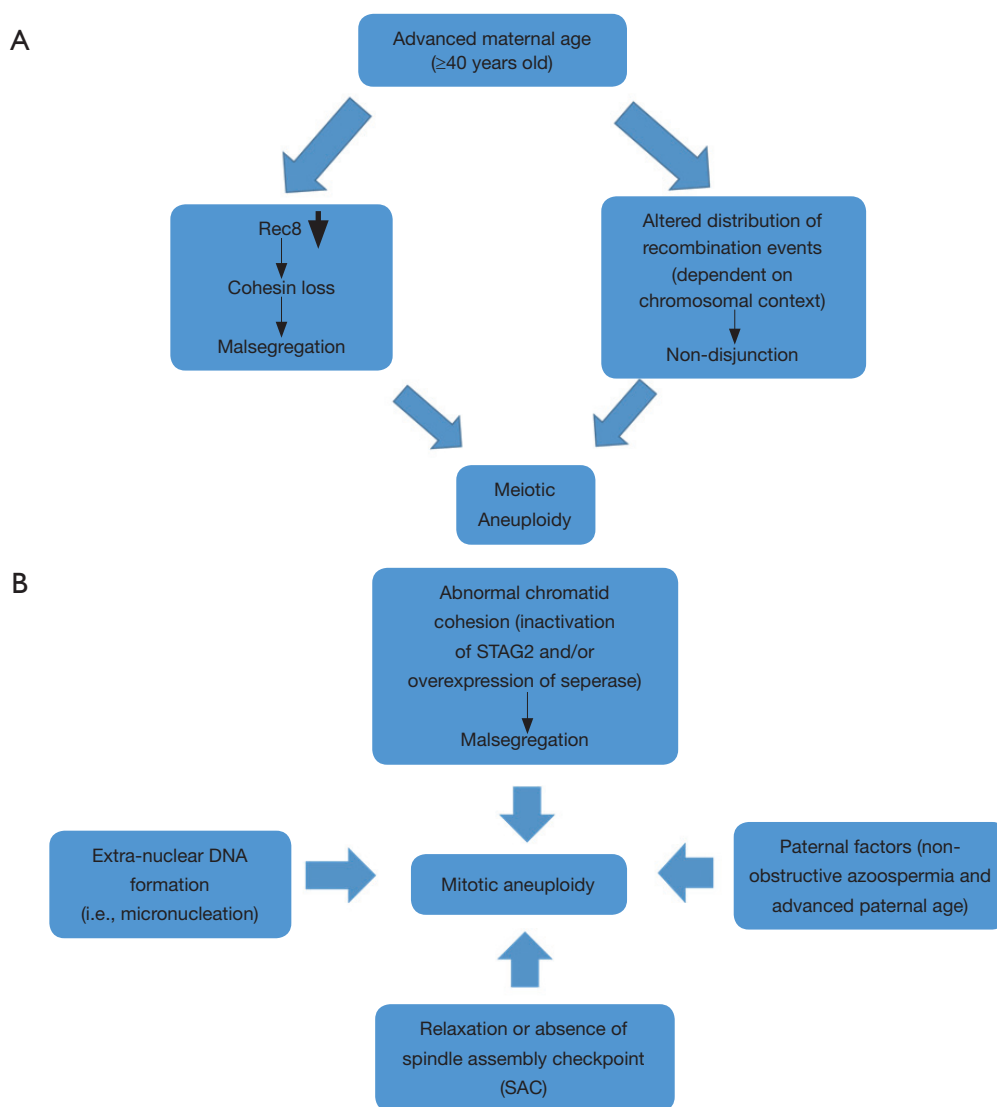 A
Advanced maternal age
(≥40 years old)
Rec8
Cohesin loss
Malsegregation
Altered distribution of
recombination events
(dependent on
chromosomal context)
Non-disjunction
Meiotic
Aneuploidy
B
Abnormal chromatid
cohesion (inactivation
of STAG2 and/or
overexpression of seperase)
Malsegregation
Extra-nuclear DNA
formation
(i.e., micronucleation)
Mitotic aneuploidy
Paternal factors (non-
obstructive azoospermia and
advanced paternal age)
Relaxation or absence of
spindle assembly checkpoint
(SAC)